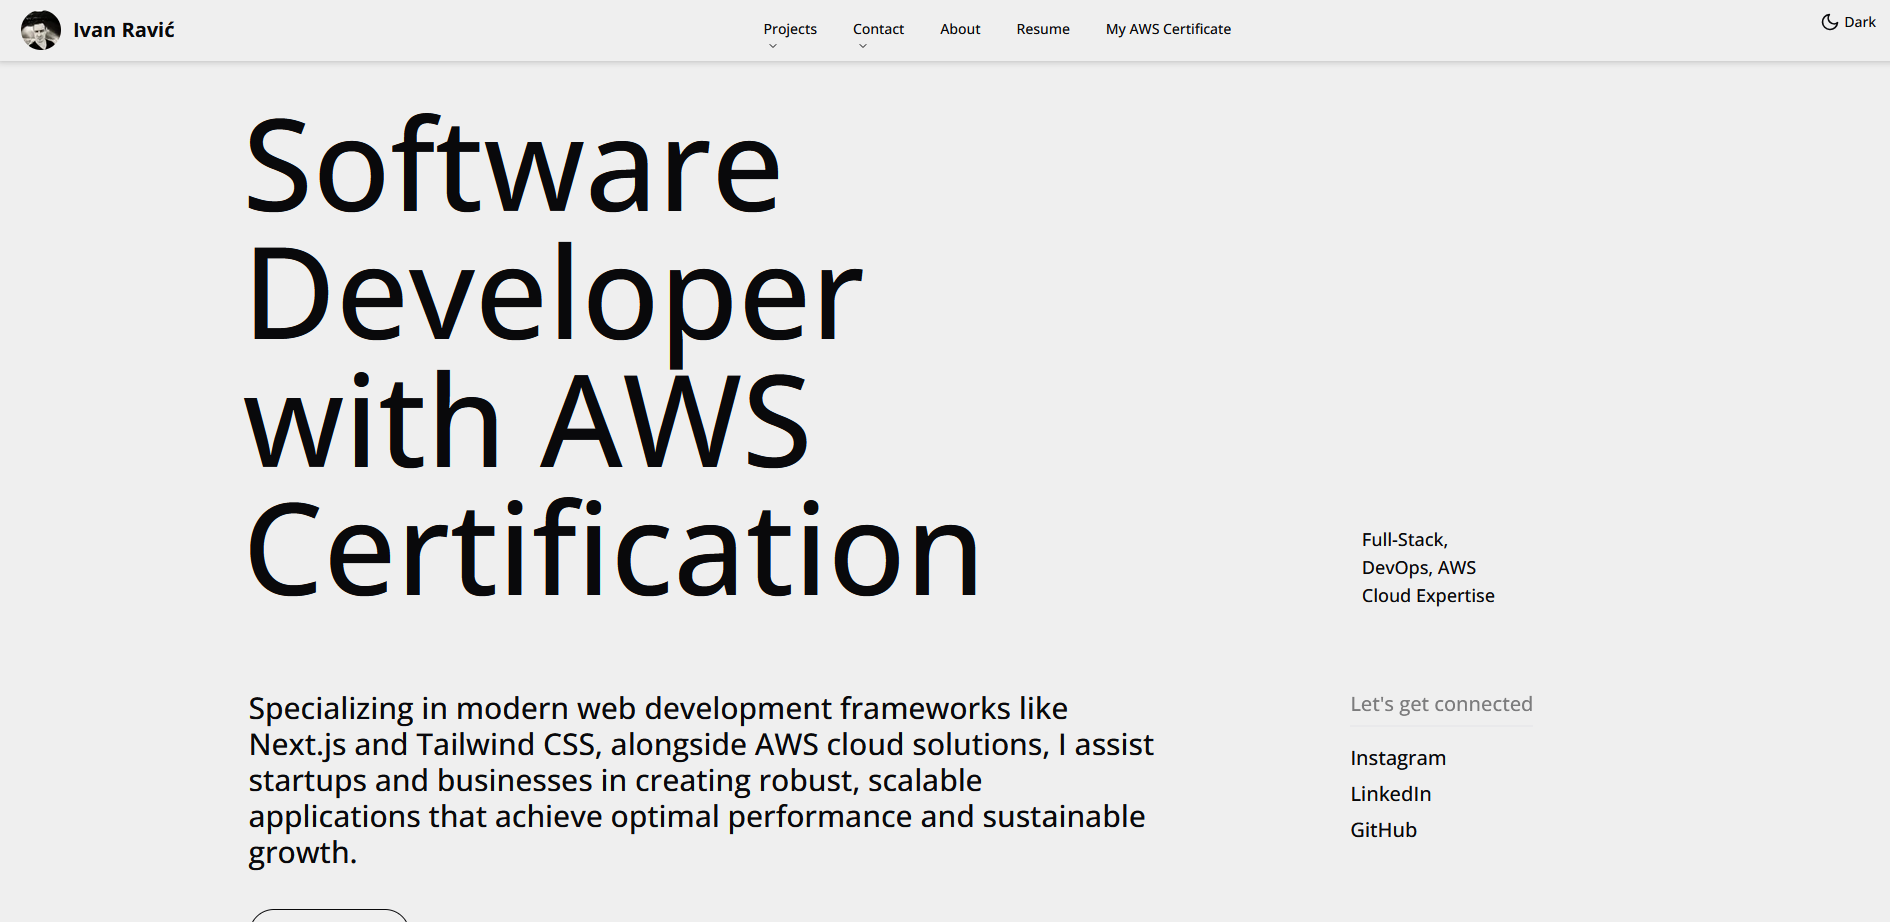 Ivan Ravić
Projects
Contact
About
Resume
My AWS Certificate
Dark
Software
Developer
with AWS
Certification
Full-Stack,
DevOps, AWS
Cloud Expertise
Specializing in modern web development frameworks like
Next.js and Tailwind CSS, alongside AWS cloud solutions, I assist
startups and businesses in creating robust, scalable
applications that achieve optimal performance and sustainable
growth.
Let's get connected
Instagram
LinkedIn
GitHub